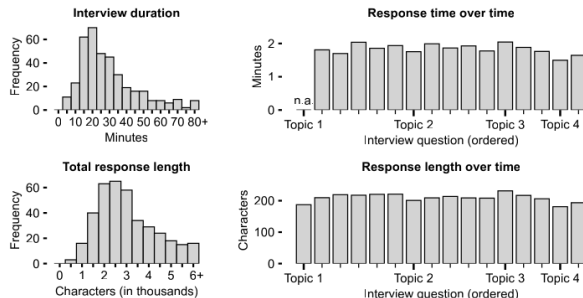 Interview duration
Frequency
60
40
20
0
0 10 20 30 40 50 60 70 80+
Minutes
Response time over time
Minutes
2
1
0
n.a.
Topic 1 Topic 2 Topic 3 Topic 4
Interview question (ordered)
Total response length
Frequency
60
40
20
0
0 1 2 3 4 5 6+
Characters (in thousands)
Response length over time
Characters
200
100
0
Topic 1 Topic 2 Topic 3 Topic 4
Interview question (ordered)